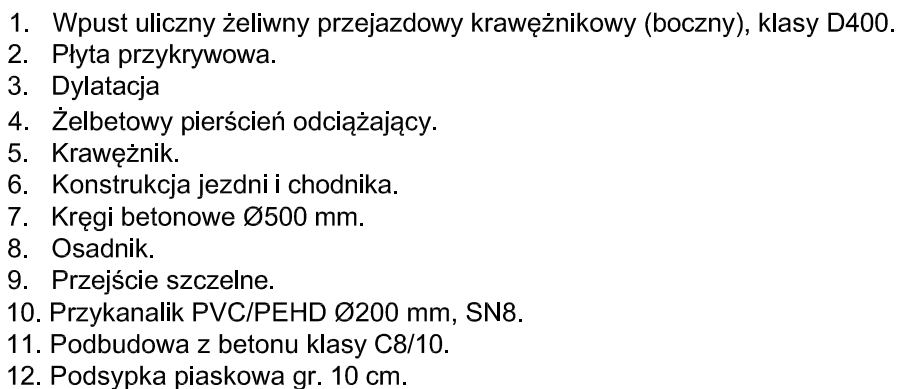 1. Wpust uliczny żeliwny przejazdowy krawężnikowy (boczny), klasy D400.
2. Płyta przykrywowa.
3. Dylatacja
4. Żelbetowy pierścień odciążający.
5. Krawężnik.
6. Konstrukcja jezdni i chodnika.
7. Kręgi betonowe Ø500 mm.
8. Osadnik.
9. Przejście szczelne.
10. Przykanalik PVC/PEHD Ø200 mm, SN8.
11. Podbudowa z betonu klasy C8/10.
12. Podsypka piaskowa gr. 10 cm.